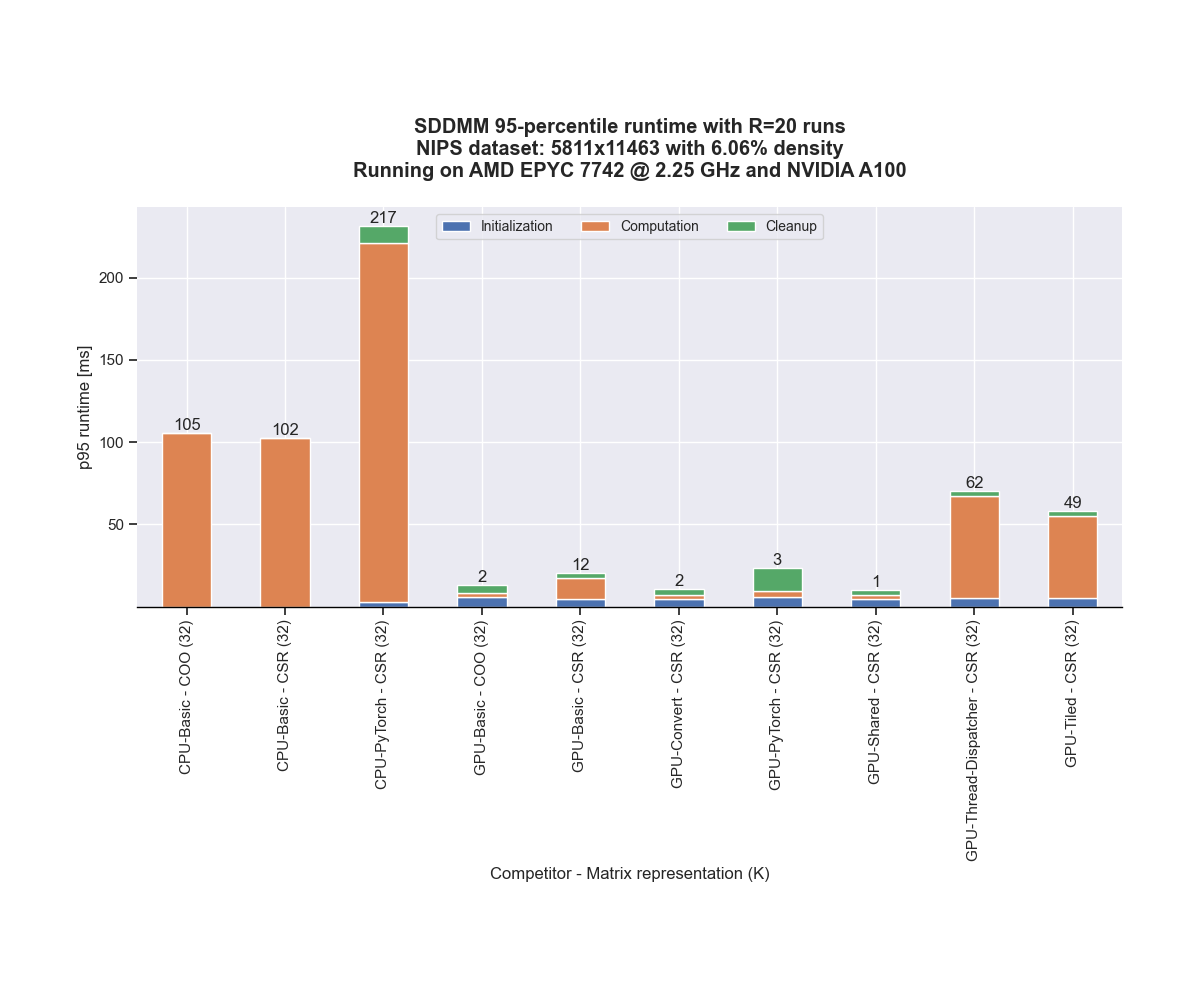 SDDMM 95-percentile runtime with R=20 runs
NIPS dataset: 5811x11463 with 6.06% density
Running on AMD EPYC 7742 @ 2.25 GHz and NVIDIA A100
Initialization
Computation
Cleanup
p95 runtime [ms]
200
150
100
50
105
102
217
2
12
2
3
1
62
49
CPU-Basic - COO (32)
CPU-Basic - CSR (32)
CPU-PyTorch - CSR (32)
GPU-Basic - COO (32)
GPU-Basic - CSR (32)
GPU-Convert - CSR (32)
GPU-PyTorch - CSR (32)
GPU-Shared - CSR (32)
GPU-Thread-Dispatcher - CSR (32)
GPU-Tiled - CSR (32)
Competitor - Matrix representation (K)